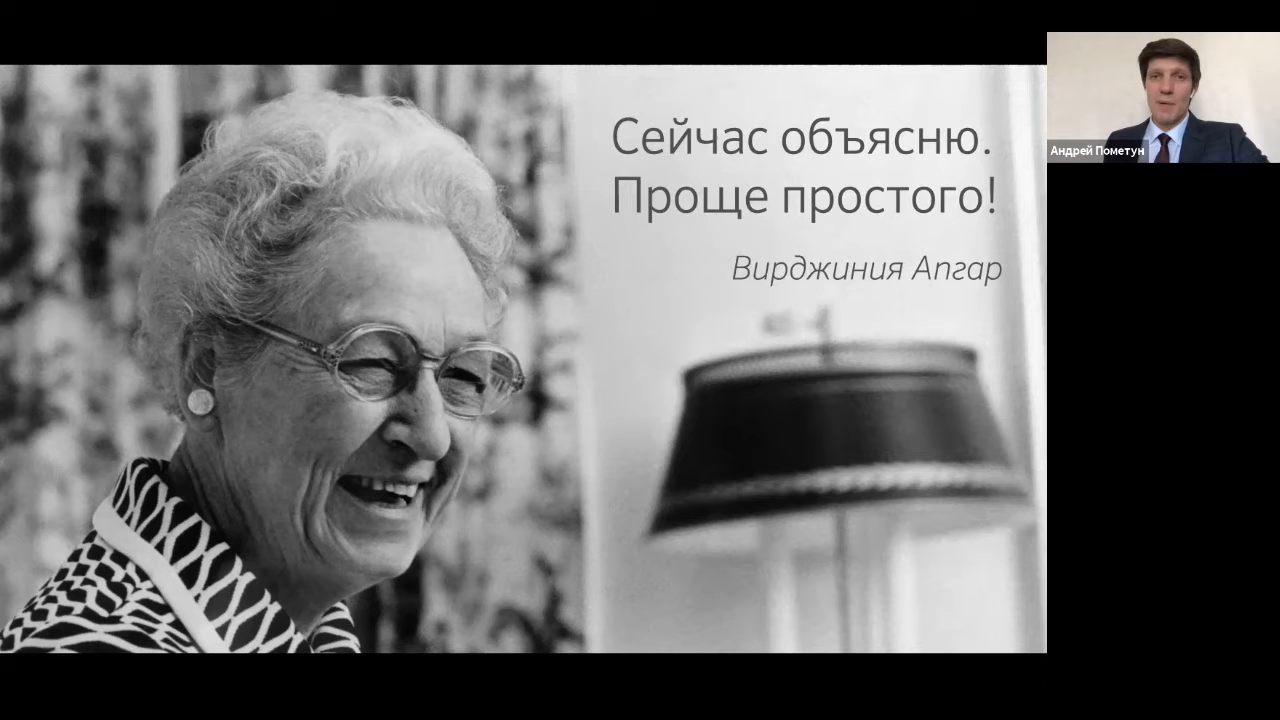 Сейчас объясню.
Проще простого!
Вирджиния Апгар
Андрей Пометун